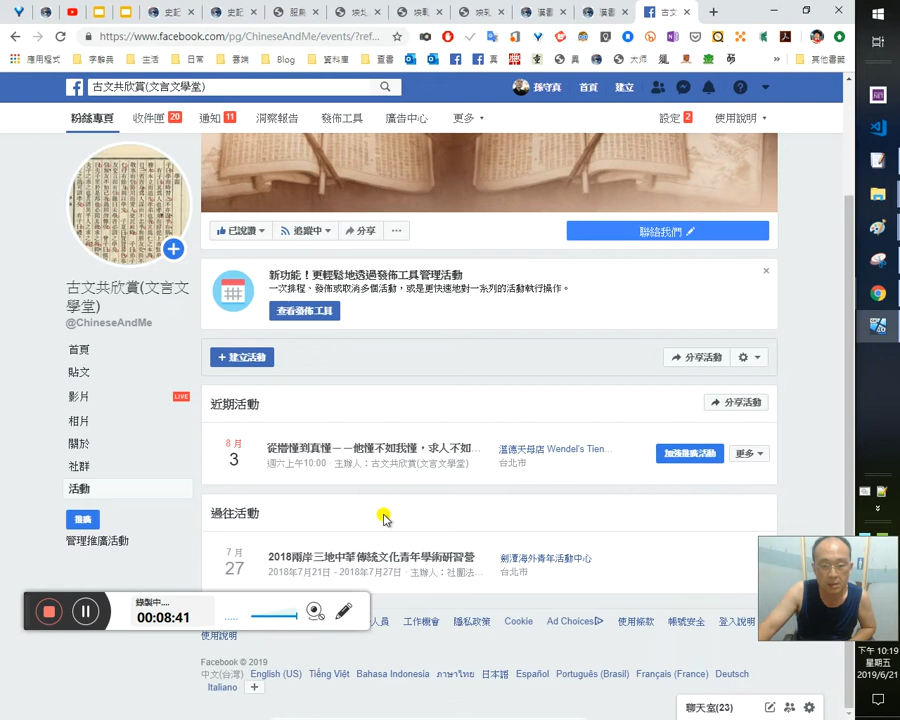 史記
史記
漢書
漢書
古文
https://www.facebook.com/pg/ChineseAndMe/events/?ref...
應用程式 字辭典 生活 日常 雲端 Blog 資料庫 圖書 真 大師 其他書籤
古文共欣賞(文言文學堂)
孫守真 首頁 建立
粉絲專頁 收件匣 20 通知 11 洞察報告 發佈工具 廣告中心 更多 設定 2 使用說明
已說讚 追蹤中 分享 ... 聯絡我們
新功能！更輕鬆地透過發佈工具管理活動
一次排程、發佈或取消多個活動，或是更快速地對一系列的活動執行操作。
查看發佈工具
古文共欣賞(文言文
學堂)
@ChineseAndMe
首頁
貼文
影片 LIVE
相片
關於
社群
活動
推廣
管理推廣活動
+ 建立活動 分享活動
近期活動 分享活動
8 月
3
從懵懂到真懂——他懂不如我懂，求人不如...
週六上午10:00 · 主辦人：古文共欣賞(文言文學堂)
溫德天母店 Wendel's Tien...
台北市
加強推廣活動 更多
過往活動
7 月
27
2018兩岸三地中華傳統文化青年學術研習營
2018年7月21日 - 2018年7月27日 · 主辦人：社團法...
劍潭海外青年活動中心
台北市
錄製中....
00:08:41
人員 工作機會 隱私政策 Cookie Ad Choices 使用條款 帳號安全 登入說明
使用說明
Facebook © 2019
中文(台灣) English (US) Tiếng Việt Bahasa Indonesia ภาษาไทย 日本語 Español Português (Brasil) Français (France) Deutsch
Italiano +
聊天室(23)
下午 10:19
星期五
2019/6/21